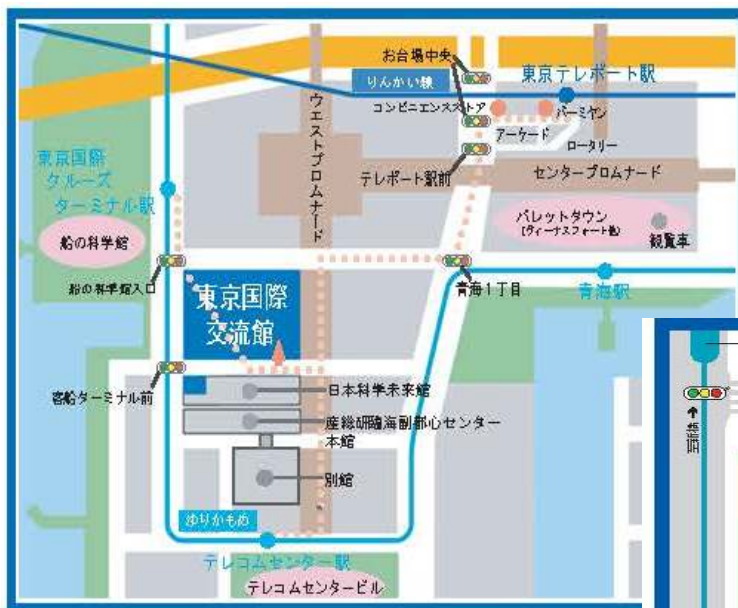 お台場中央
りんかい線
東京テレポート駅
コンビニエンスストア
バーミヤン
アーケード
ロータリー
ウエストプロムナード
テレポート駅前
センタープロムナード
東京国際
クルーズ
ターミナル駅
船の科学館
パレットタウン
(ヴィーナスフォート他)
観覧車
船の科学館入口
青海1丁目
青海駅
東京国際
交流館
客船ターミナル前
日本科学未来館
産総研臨海副都心センター
本館
別館
ゆりかもめ
テレコムセンター駅
テレコムセンタービル